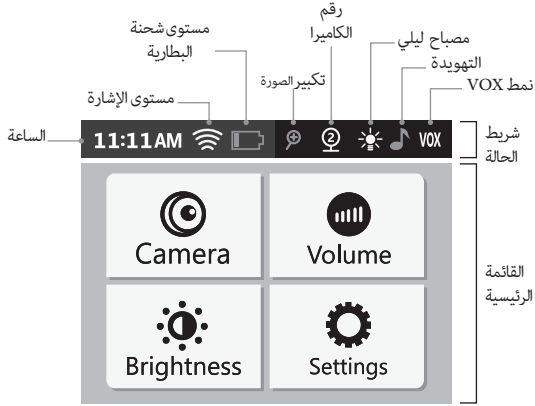 رقم
الكاميرا
مستوى شحنة
البطارية
مصباح ليلي
التهويدة
تكبير الصورة
نمط VOX
مستوى الإشارة
الساعة
11:11AM
2
VOX
شريط
الحالة
Camera
Volume
القائمة
الرئيسية
Brightness
Settings